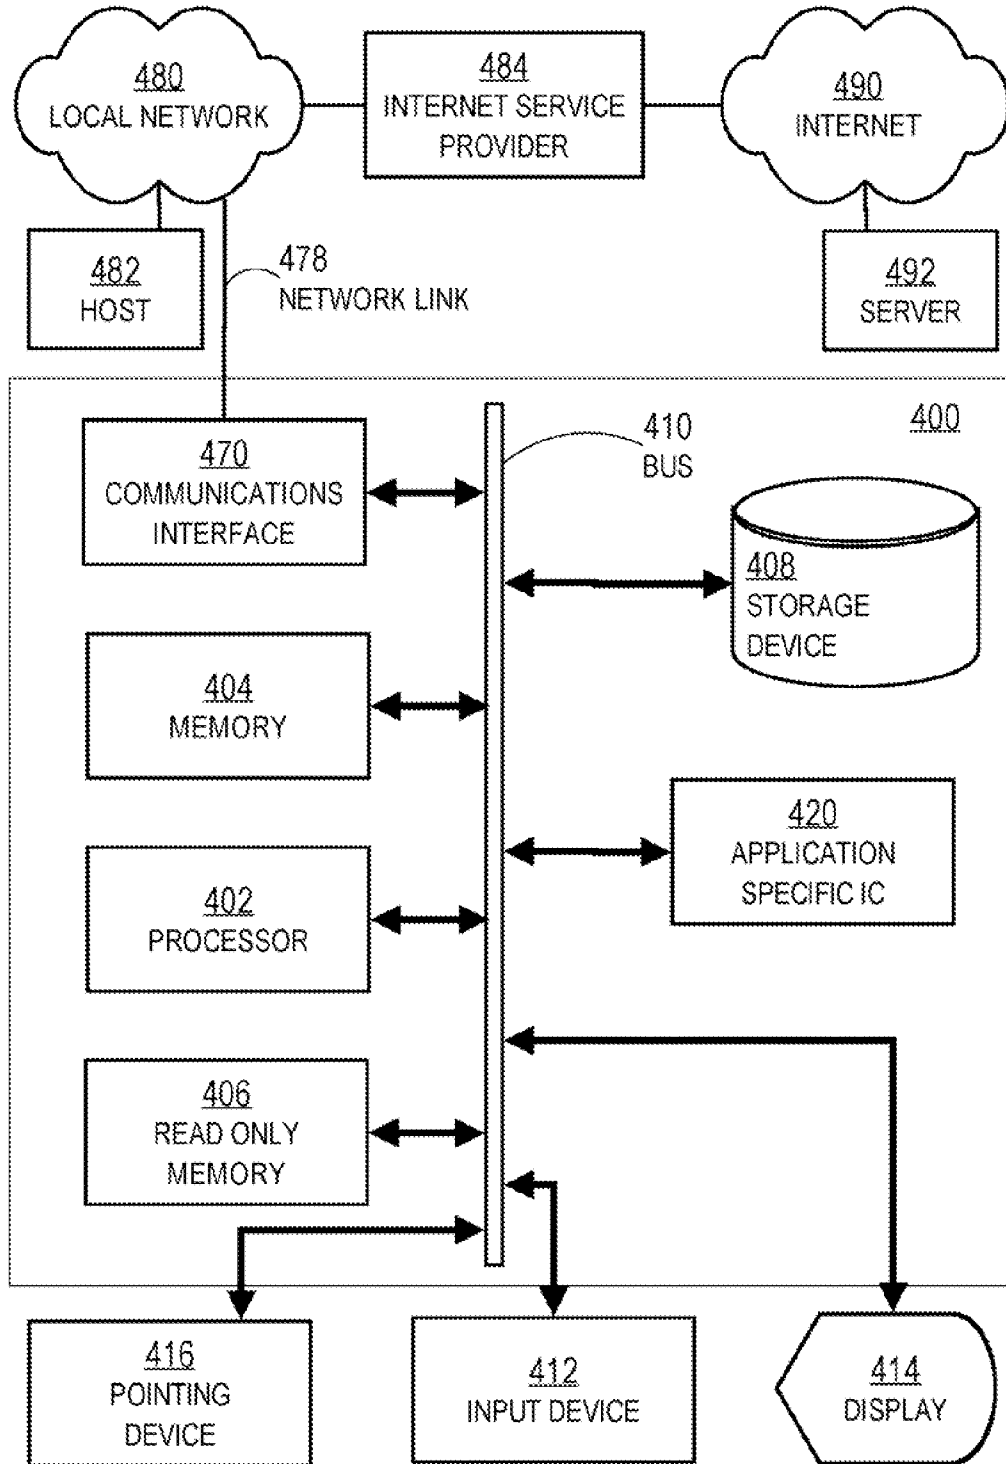 480
LOCAL NETWORK
484
INTERNET SERVICE
PROVIDER
490
INTERNET
482
HOST
478
NETWORK LINK
492
SERVER
400
470
COMMUNICATIONS
INTERFACE
410
BUS
408
STORAGE
DEVICE
404
MEMORY
420
APPLICATION
SPECIFIC IC
402
PROCESSOR
406
READ ONLY
MEMORY
416
POINTING
DEVICE
412
INPUT DEVICE
414
DISPLAY